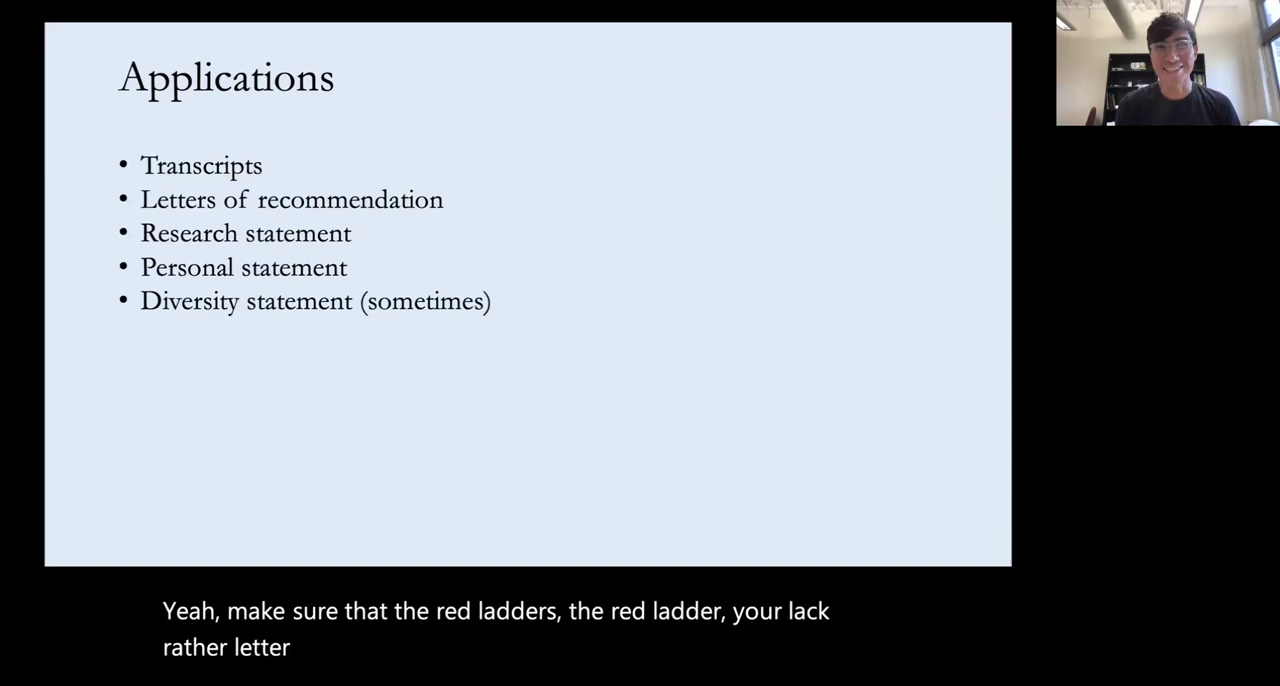 Applications
• Transcripts
• Letters of recommendation
• Research statement
• Personal statement
• Diversity statement (sometimes)
Yeah, make sure that the red ladders, the red ladder, your lack
rather letter